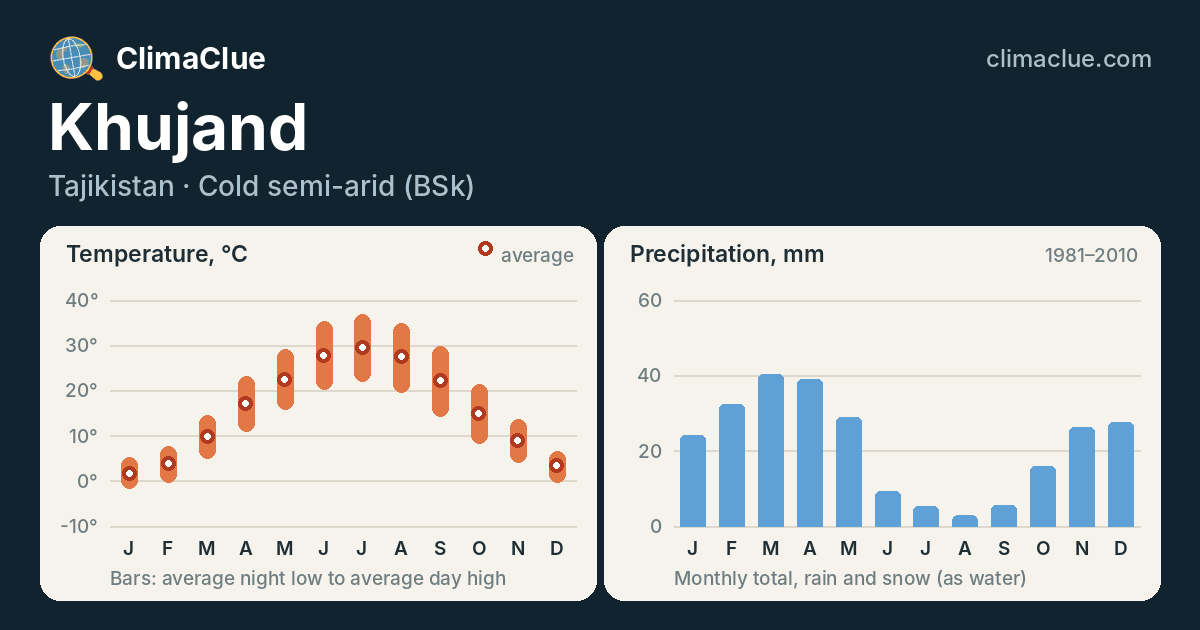 ClimaClue
climaclue.com
Khujand
Tajikistan · Cold semi-arid (BSk)
Temperature, °C
average
40°
30°
20°
10°
0°
-10°
J F M A M J J A S O N D
Bars: average night low to average day high
Precipitation, mm
1981–2010
60
40
20
0
J F M A M J J A S O N D
Monthly total, rain and snow (as water)